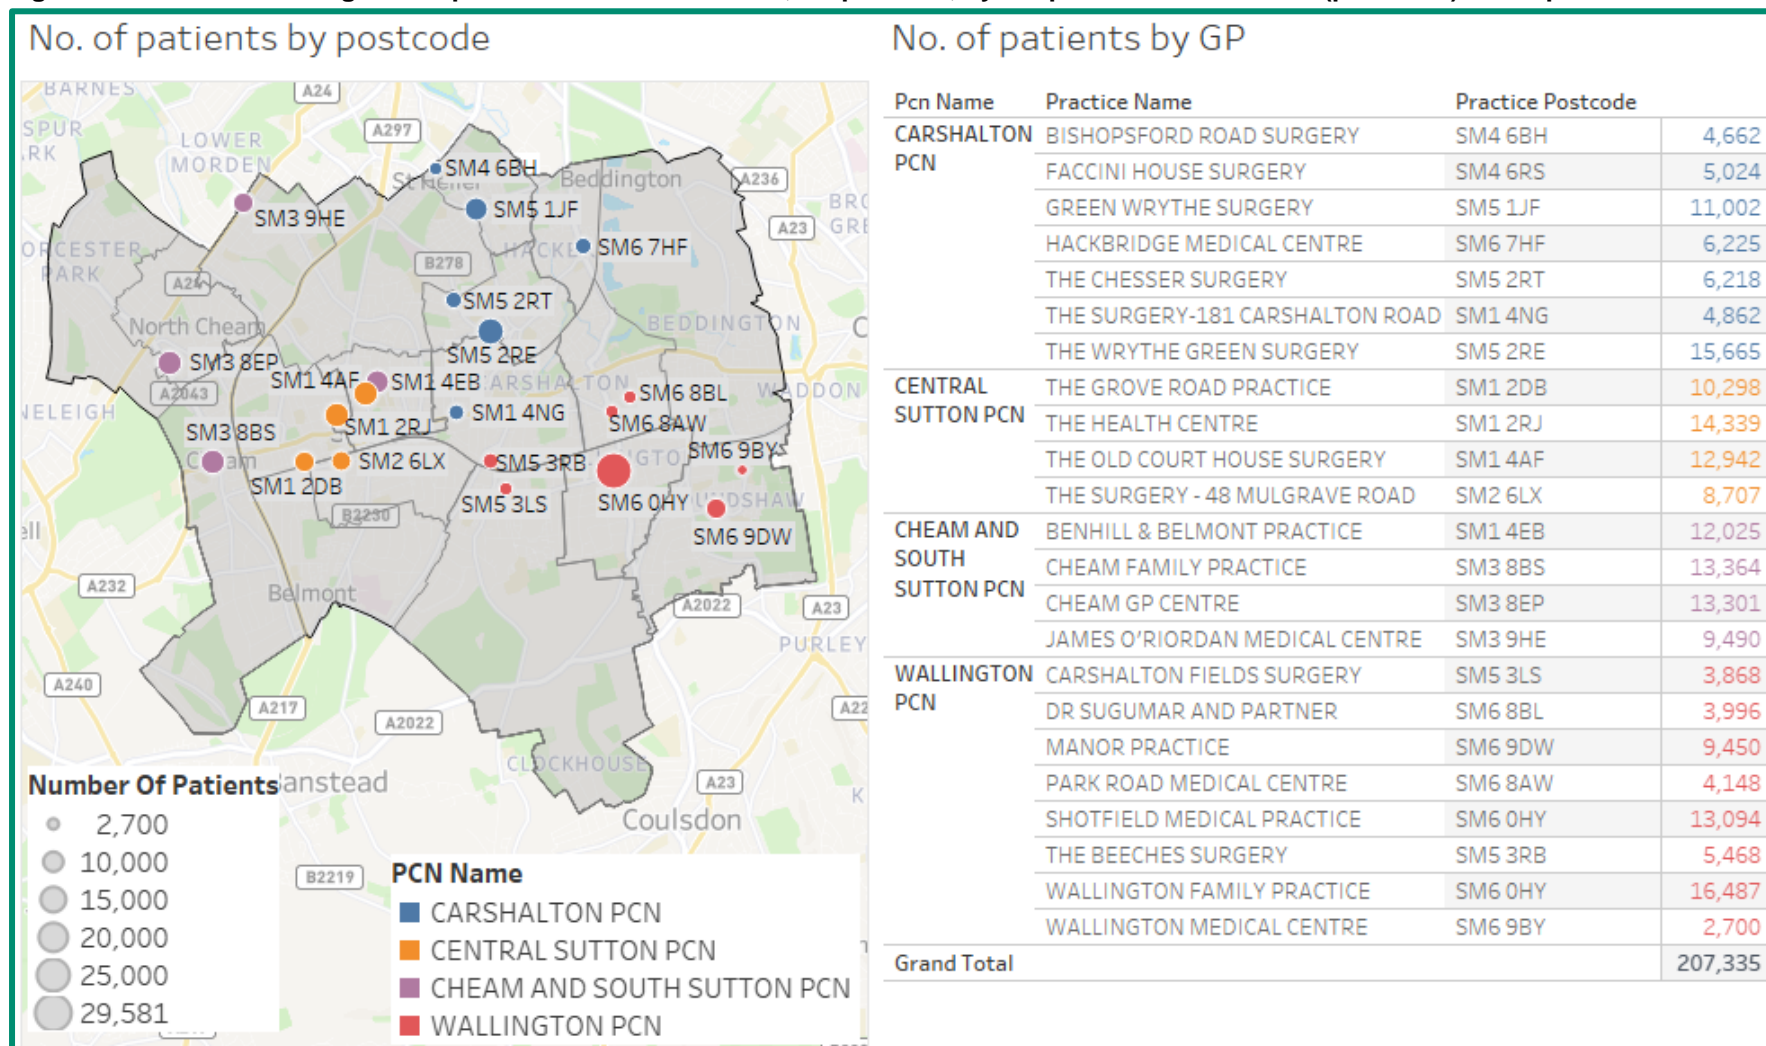 No. of patients by postcode
BARNES
A24
SPUR
LOWER
MORDEN
A297
SM4 6BH
St Helier
Beddington
A236
SM3 9HE
SM5 1JF
A23
HACKB
SM6 7HF
ORCESTER
PARK
B278
A24
SM5 2RT
North Cheam
BEDDINGTON
SM5 2RE
SM3 8EP
SM1 4AF
SM1 4EB
CARSHALTON
WADDON
A2043
SM6 8BL
NELEIGH
SM1 4NG
SM6 8AW
SM3 8BS
SM1 2RJ
SM6 9BY
Cheam
SM2 6LX
SM5 3RB
SM1 2DB
SM5 3LS
SM6 0HY
UNDSHAW
B2230
SM6 9DW
A232
Belmont
A2022
A23
PURLEY
A240
A217
A2022
A22
CLOCKHOUSE
Banstead
A23
Coulsdon
B2219
Number Of Patients
2,700
10,000
15,000
20,000
25,000
29,581
PCN Name
CARSHALTON PCN
CENTRAL SUTTON PCN
CHEAM AND SOUTH SUTTON PCN
WALLINGTON PCN
No. of patients by GP
Pcn Name Practice Name Practice Postcode
CARSHALTON PCN BISHOPSFORD ROAD SURGERY SM4 6BH 4,662
FACCINI HOUSE SURGERY SM4 6RS 5,024
GREEN WRYTHE SURGERY SM5 1JF 11,002
HACKBRIDGE MEDICAL CENTRE SM6 7HF 6,225
THE CHESSER SURGERY SM5 2RT 6,218
THE SURGERY-181 CARSHALTON ROAD SM1 4NG 4,862
THE WRYTHE GREEN SURGERY SM5 2RE 15,665
CENTRAL SUTTON PCN THE GROVE ROAD PRACTICE SM1 2DB 10,298
THE HEALTH CENTRE SM1 2RJ 14,339
THE OLD COURT HOUSE SURGERY SM1 4AF 12,942
THE SURGERY - 48 MULGRAVE ROAD SM2 6LX 8,707
CHEAM AND SOUTH SUTTON PCN BENHILL & BELMONT PRACTICE SM1 4EB 12,025
CHEAM FAMILY PRACTICE SM3 8BS 13,364
CHEAM GP CENTRE SM3 8EP 13,301
JAMES O'RIORDAN MEDICAL CENTRE SM3 9HE 9,490
WALLINGTON PCN CARSHALTON FIELDS SURGERY SM5 3LS 3,868
DR SUGUMAR AND PARTNER SM6 8BL 3,996
MANOR PRACTICE SM6 9DW 9,450
PARK ROAD MEDICAL CENTRE SM6 8AW 4,148
SHOTFIELD MEDICAL PRACTICE SM6 0HY 13,094
THE BEECHES SURGERY SM5 3RB 5,468
WALLINGTON FAMILY PRACTICE SM6 0HY 16,487
WALLINGTON MEDICAL CENTRE SM6 9BY 2,700
Grand Total 207,335